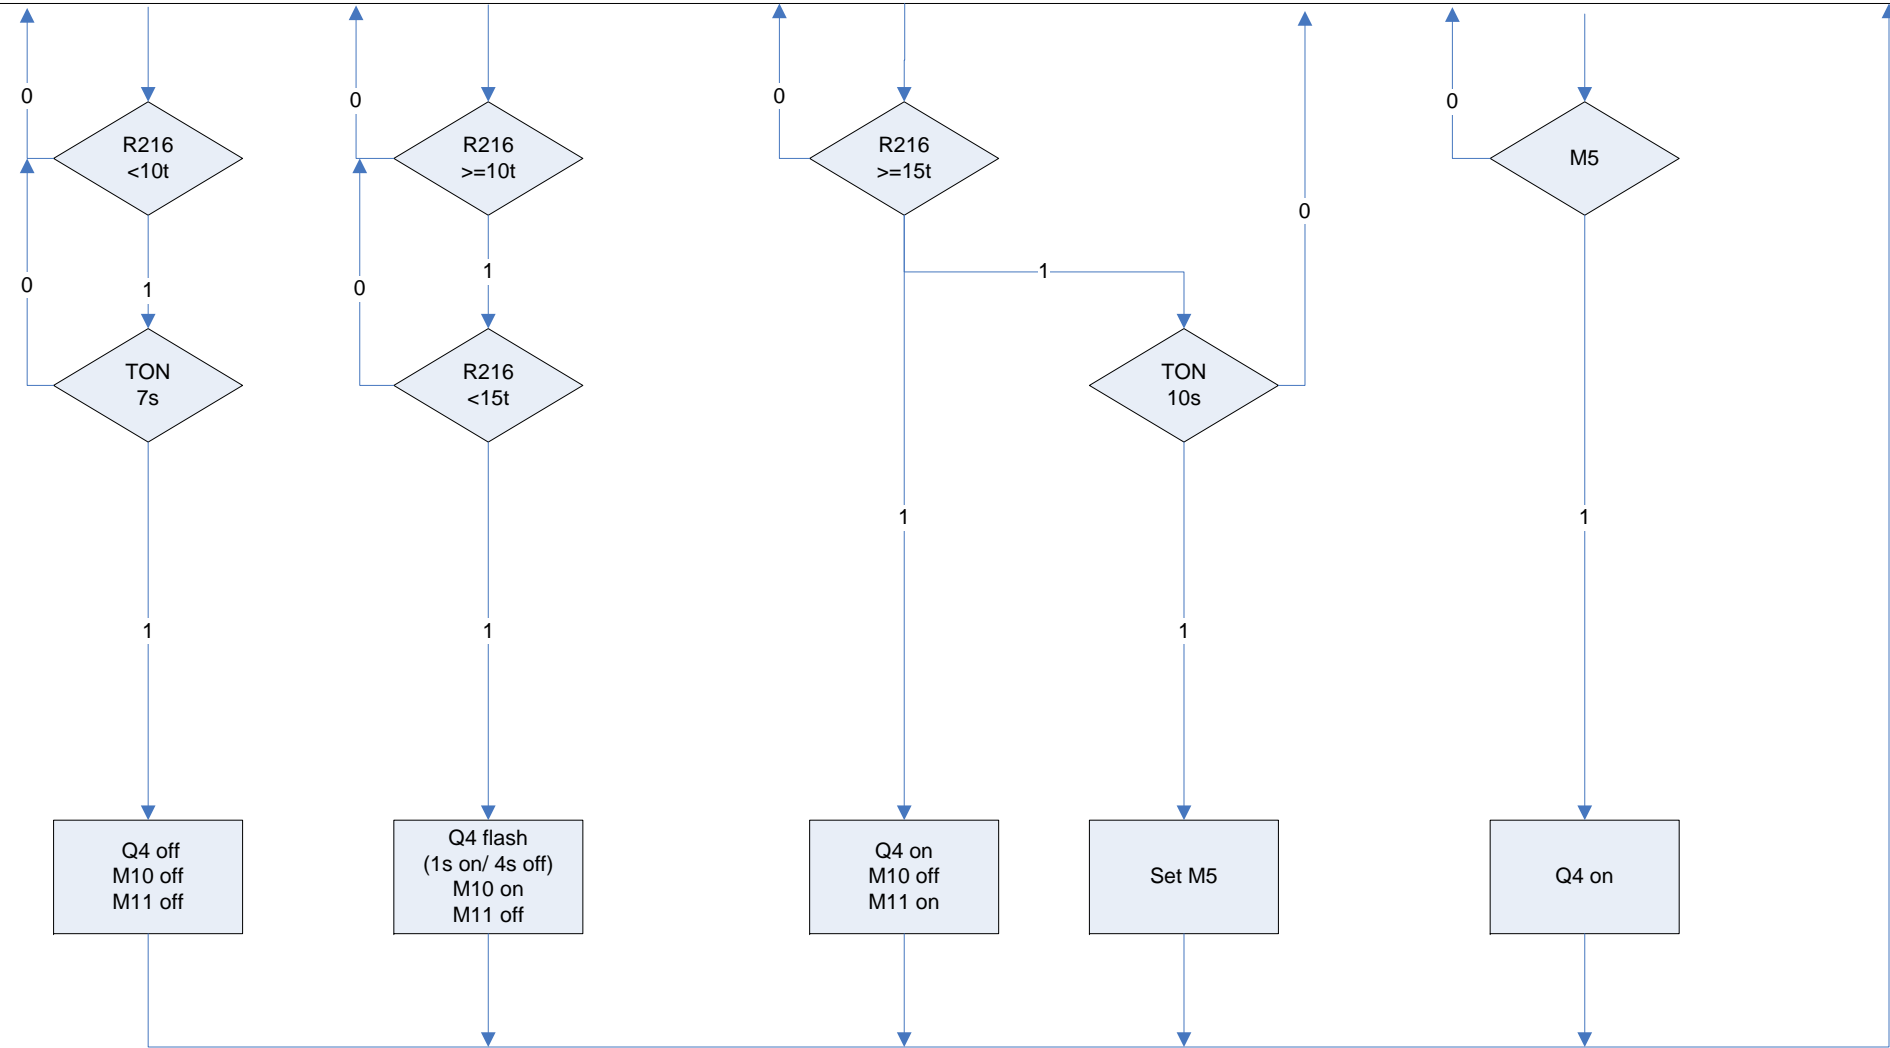 0
0
0
0
R216
<10t
R216
>=10t
R216
>=15t
M5
0
1
1
1
0
0
TON
7s
R216
<15t
TON
10s
1
1
1
1
1
Q4 off
M10 off
M11 off
Q4 flash
(1s on/ 4s off)
M10 on
M11 off
Q4 on
M10 off
M11 on
Set M5
Q4 on